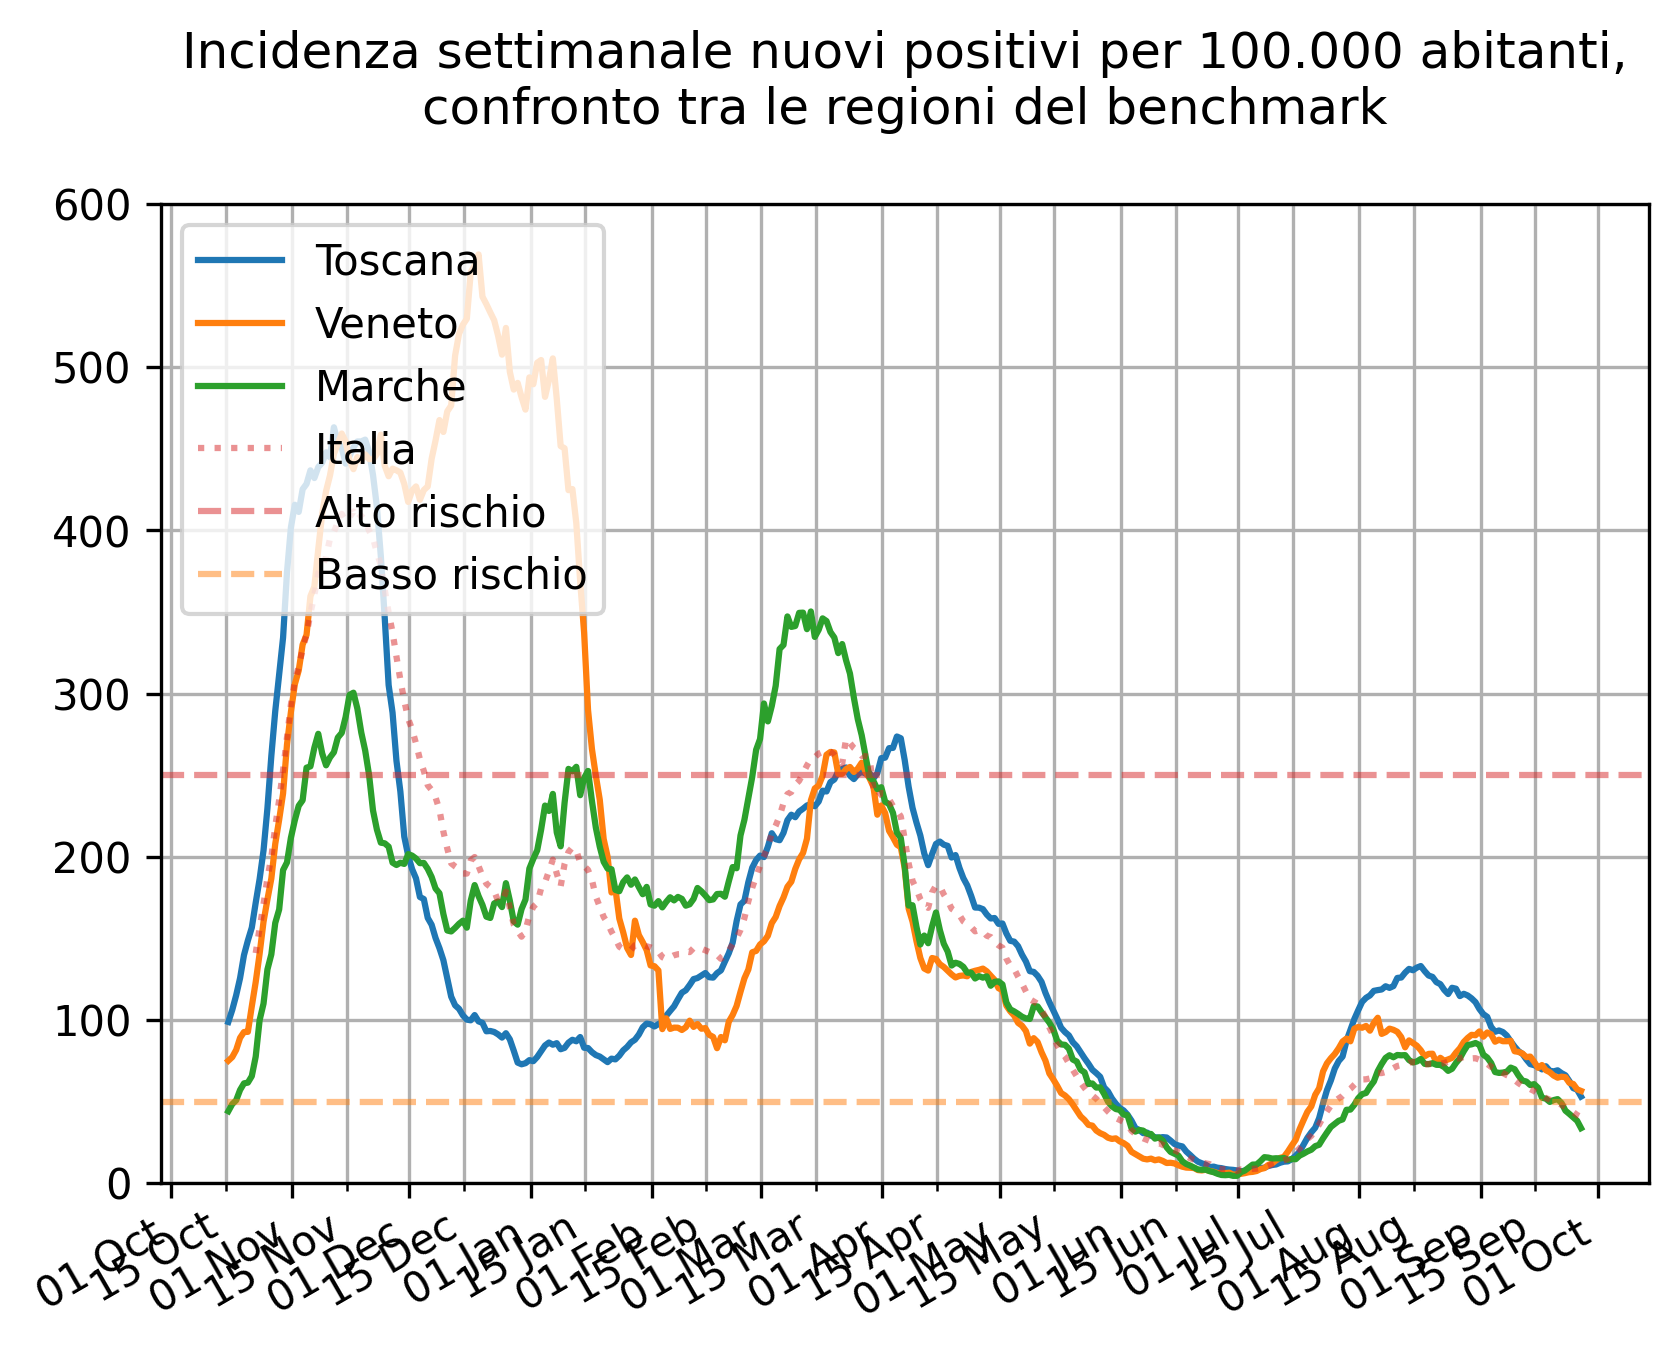 Incidenza settimanale nuovi positivi per 100.000 abitanti,
confronto tra le regioni del benchmark
600
500
400
300
200
100
0
Toscana
Veneto
Marche
Italia
Alto rischio
Basso rischio
01 Oct
15 Oct
01 Nov
15 Nov
01 Dec
15 Dec
01 Jan
15 Jan
01 Feb
15 Feb
01 Mar
15 Mar
01 Apr
15 Apr
01 May
15 May
01 Jun
15 Jun
01 Jul
15 Jul
01 Aug
15 Aug
01 Sep
15 Sep
01 Oct